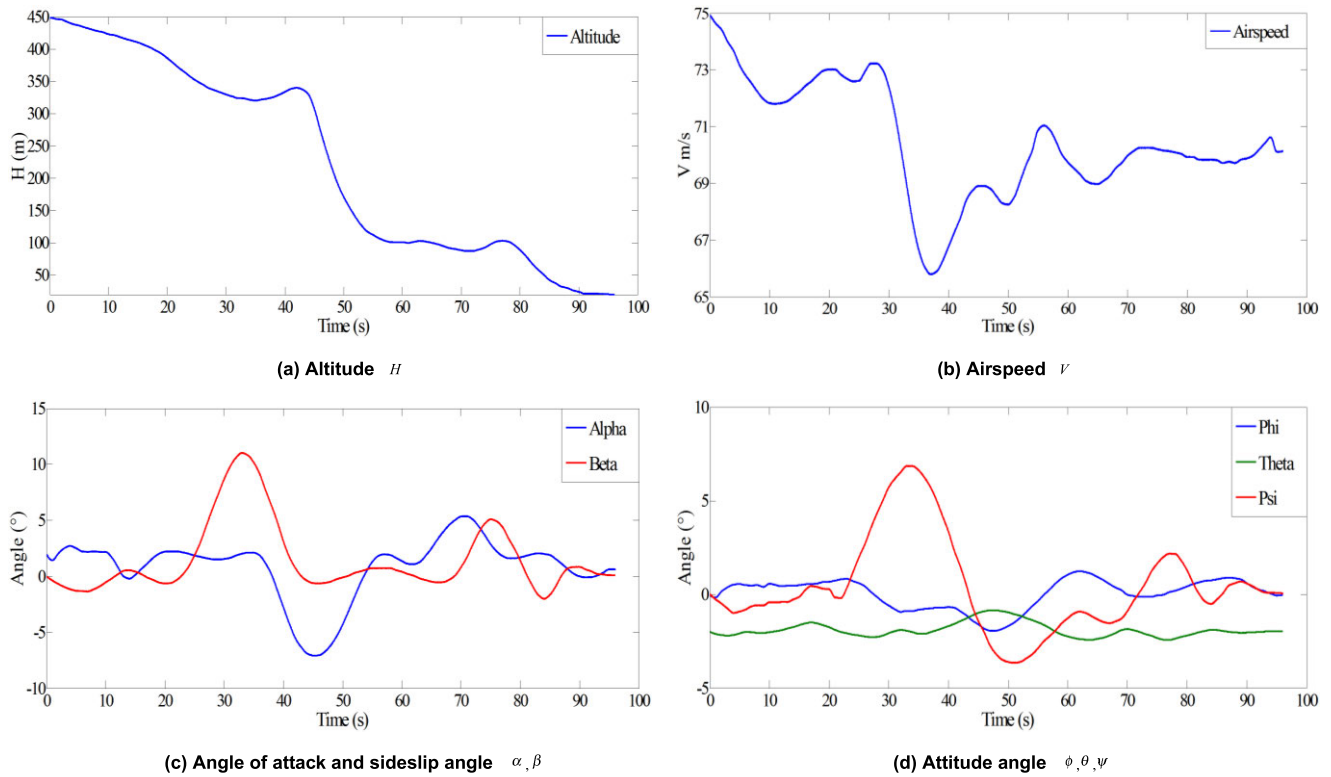 450
400
350
300
250
200
150
100
50
H (m)
0 10 20 30 40 50 60 70 80 90 100
Time (s)
Altitude
(a) Altitude H
75
73
71
69
67
65
V m/s
0 10 20 30 40 50 60 70 80 90 100
Time (s)
Airspeed
(b) Airspeed V
15
10
5
0
-5
-10
Angle (°)
0 10 20 30 40 50 60 70 80 90 100
Time (s)
Alpha
Beta
(c) Angle of attack and sideslip angle α,β
10
5
0
-5
Angle (°)
0 10 20 30 40 50 60 70 80 90 100
Time (s)
Phi
Theta
Psi
(d) Attitude angle ϕ,θ,ψ